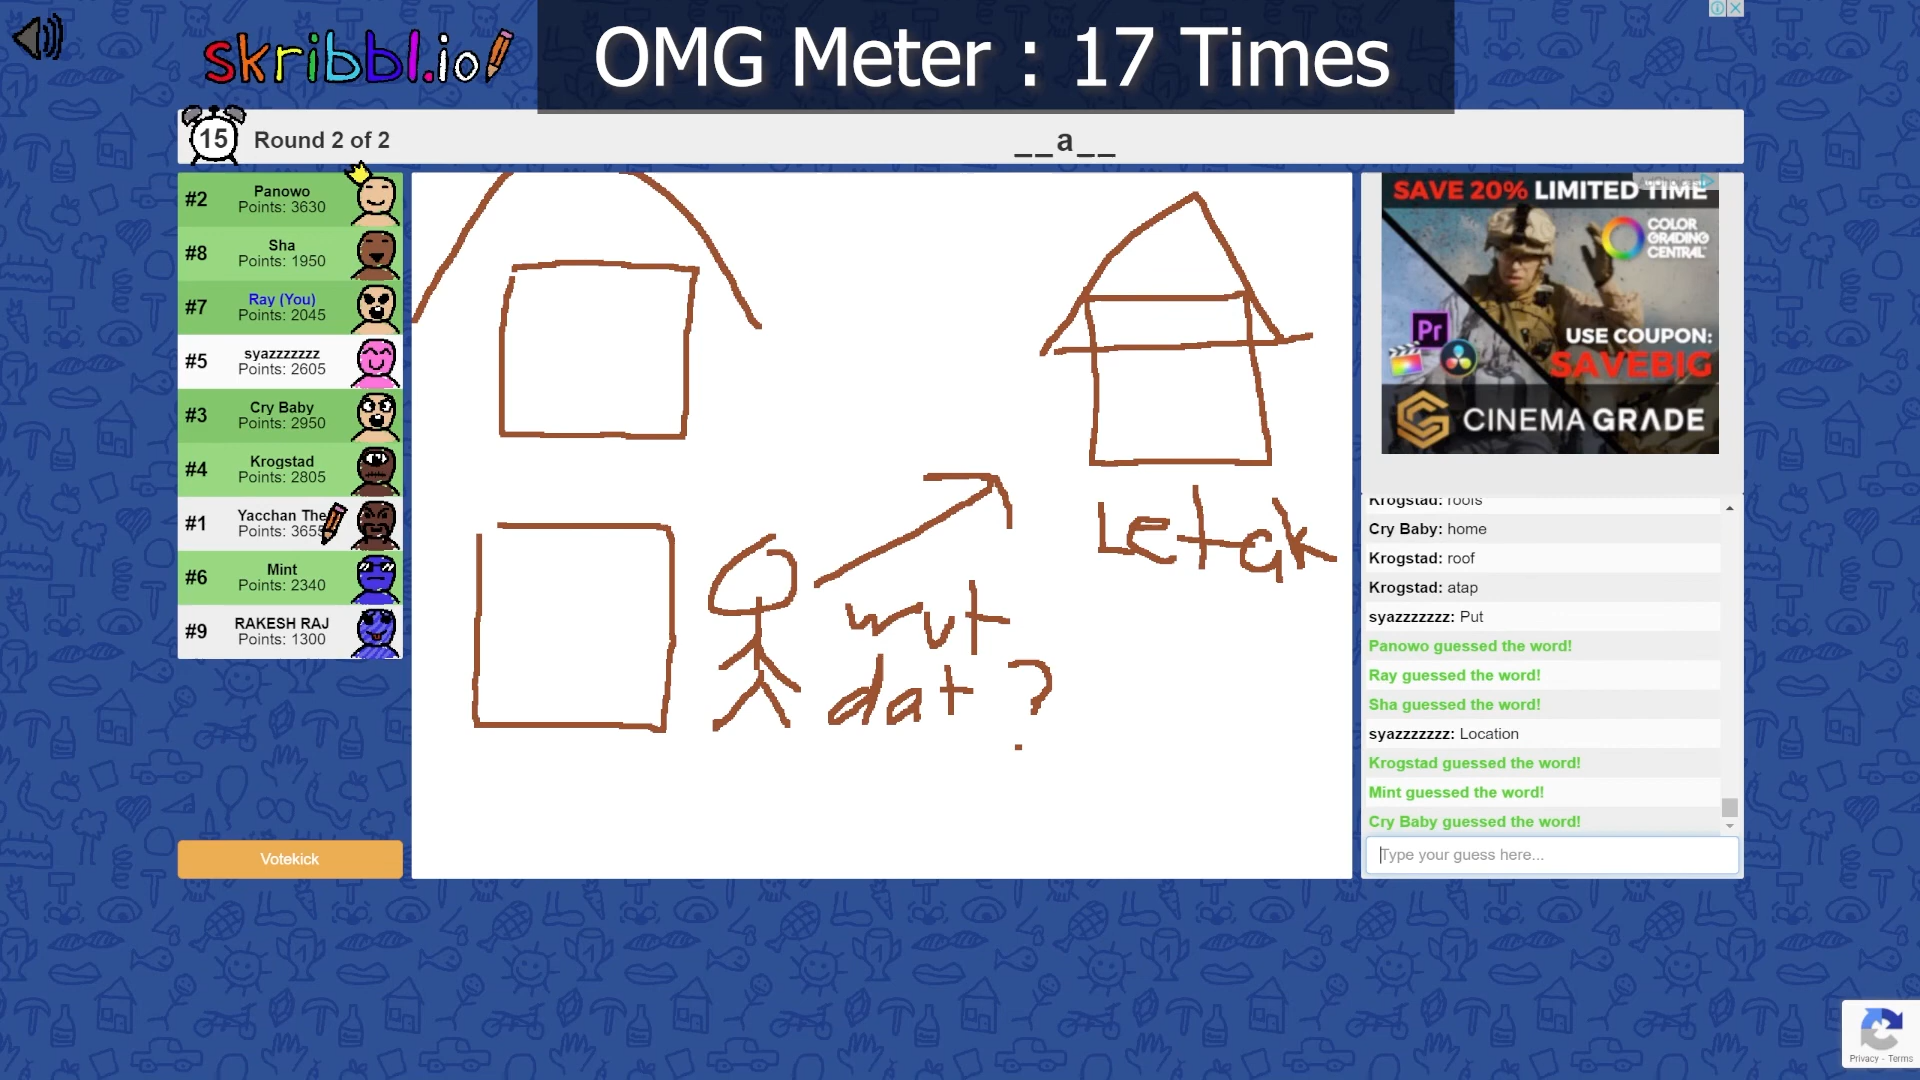 OMG Meter : 17 Times
skribbl.io
15
Round 2 of 2
__a__
#2
Panowo
Points: 3630
#8
Sha
Points: 1950
#7
Ray (You)
Points: 2045
#5
syazzzzzzz
Points: 2605
#3
Cry Baby
Points: 2950
#4
Krogstad
Points: 2805
#1
Yacchan The
Points: 3655
#6
Mint
Points: 2340
#9
RAKESH RAJ
Points: 1300
Votekick
Letak
wut
dat ?
SAVE 20% LIMITED TIME
COLOR
GRADING
CENTRAL
Pr
USE COUPON:
SAVEBIG
CINEMA GRADE
Krogstad: roofs
Cry Baby: home
Krogstad: roof
Krogstad: atap
syazzzzzzz: Put
Panowo guessed the word!
Ray guessed the word!
Sha guessed the word!
syazzzzzzz: Location
Krogstad guessed the word!
Mint guessed the word!
Cry Baby guessed the word!
Type your guess here...
Privacy - Terms